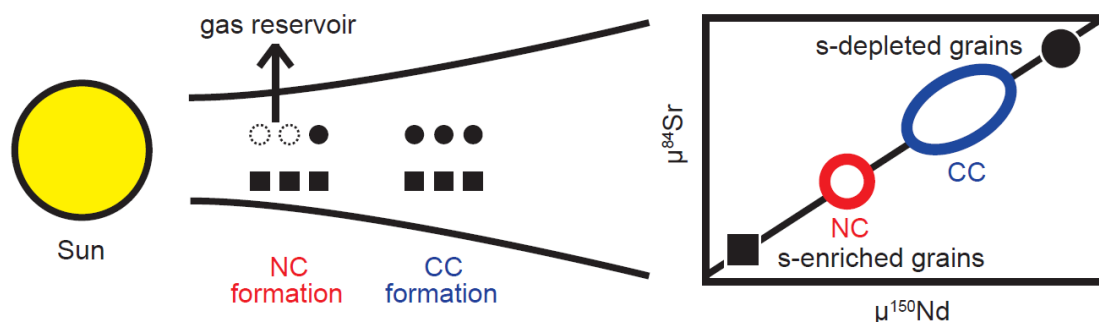 gas reservoir
Sun
NC
formation
CC
formation
μ⁸⁴Sr
s-depleted grains
CC
NC
s-enriched grains
μ¹⁵⁰Nd